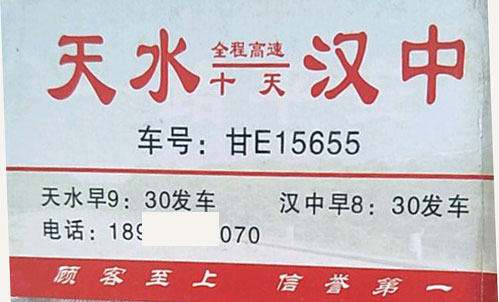 天水 全程高速 汉中
十天
车号：甘E15655
天水早9：30发车 汉中早8：30发车
电话：189 070
顾客至上 信誉第一